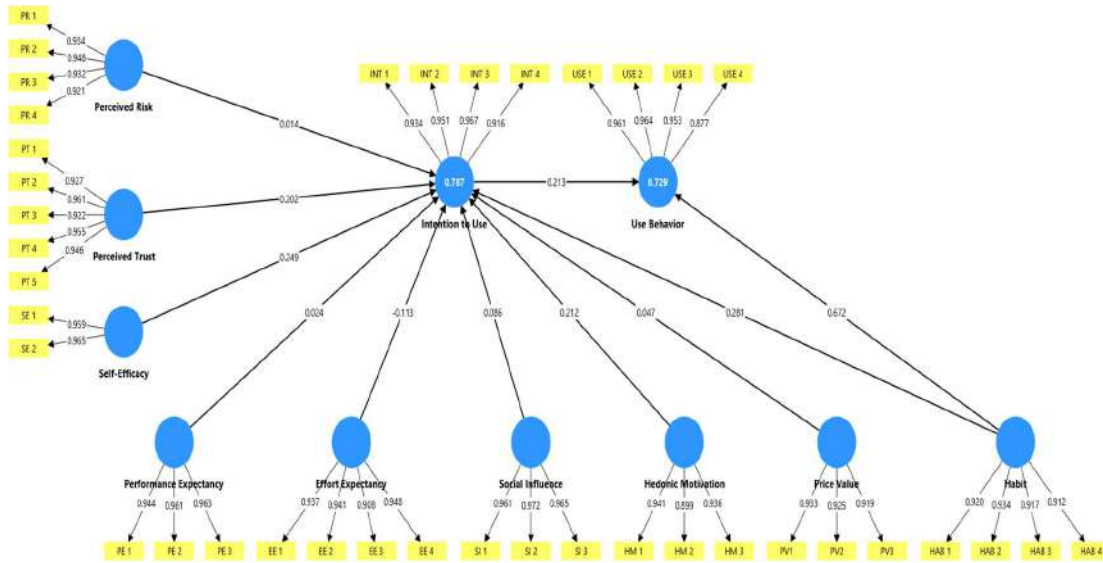 PR 1
0.934
PR 2
0.948
PR 3
0.932
PR 4
0.921
Perceived Risk
INT 1
INT 2
INT 3
INT 4
0.934
0.951
0.967
0.916
USE 1
USE 2
USE 3
USE 4
0.961
0.964
0.953
0.877
0.014
PT 1
0.927
PT 2
0.961
PT 3
0.922
PT 4
0.955
PT 5
0.946
Perceived Trust
0.202
0.787
Intention to Use
0.213
0.729
Use Behavior
SE 1
0.959
SE 2
0.965
Self-Efficacy
0.249
0.024
-0.113
0.086
0.212
0.047
0.281
0.672
Performance Expectancy
Effort Expectancy
Social Influence
Hedonic Motivation
Price Value
Habit
0.944
0.961
0.963
0.937
0.941
0.948
0.961
0.972
0.965
0.941
0.899
0.936
0.925
0.919
0.920
0.934
0.917
0.912
PE 1
PE 2
PE 3
EE 1
EE 2
EE 3
EE 4
SI 1
SI 2
SI 3
HM 1
HM 2
HM 3
PV1
PV2
PV3
HAB 1
HAB 2
HAB 3
HAB 4